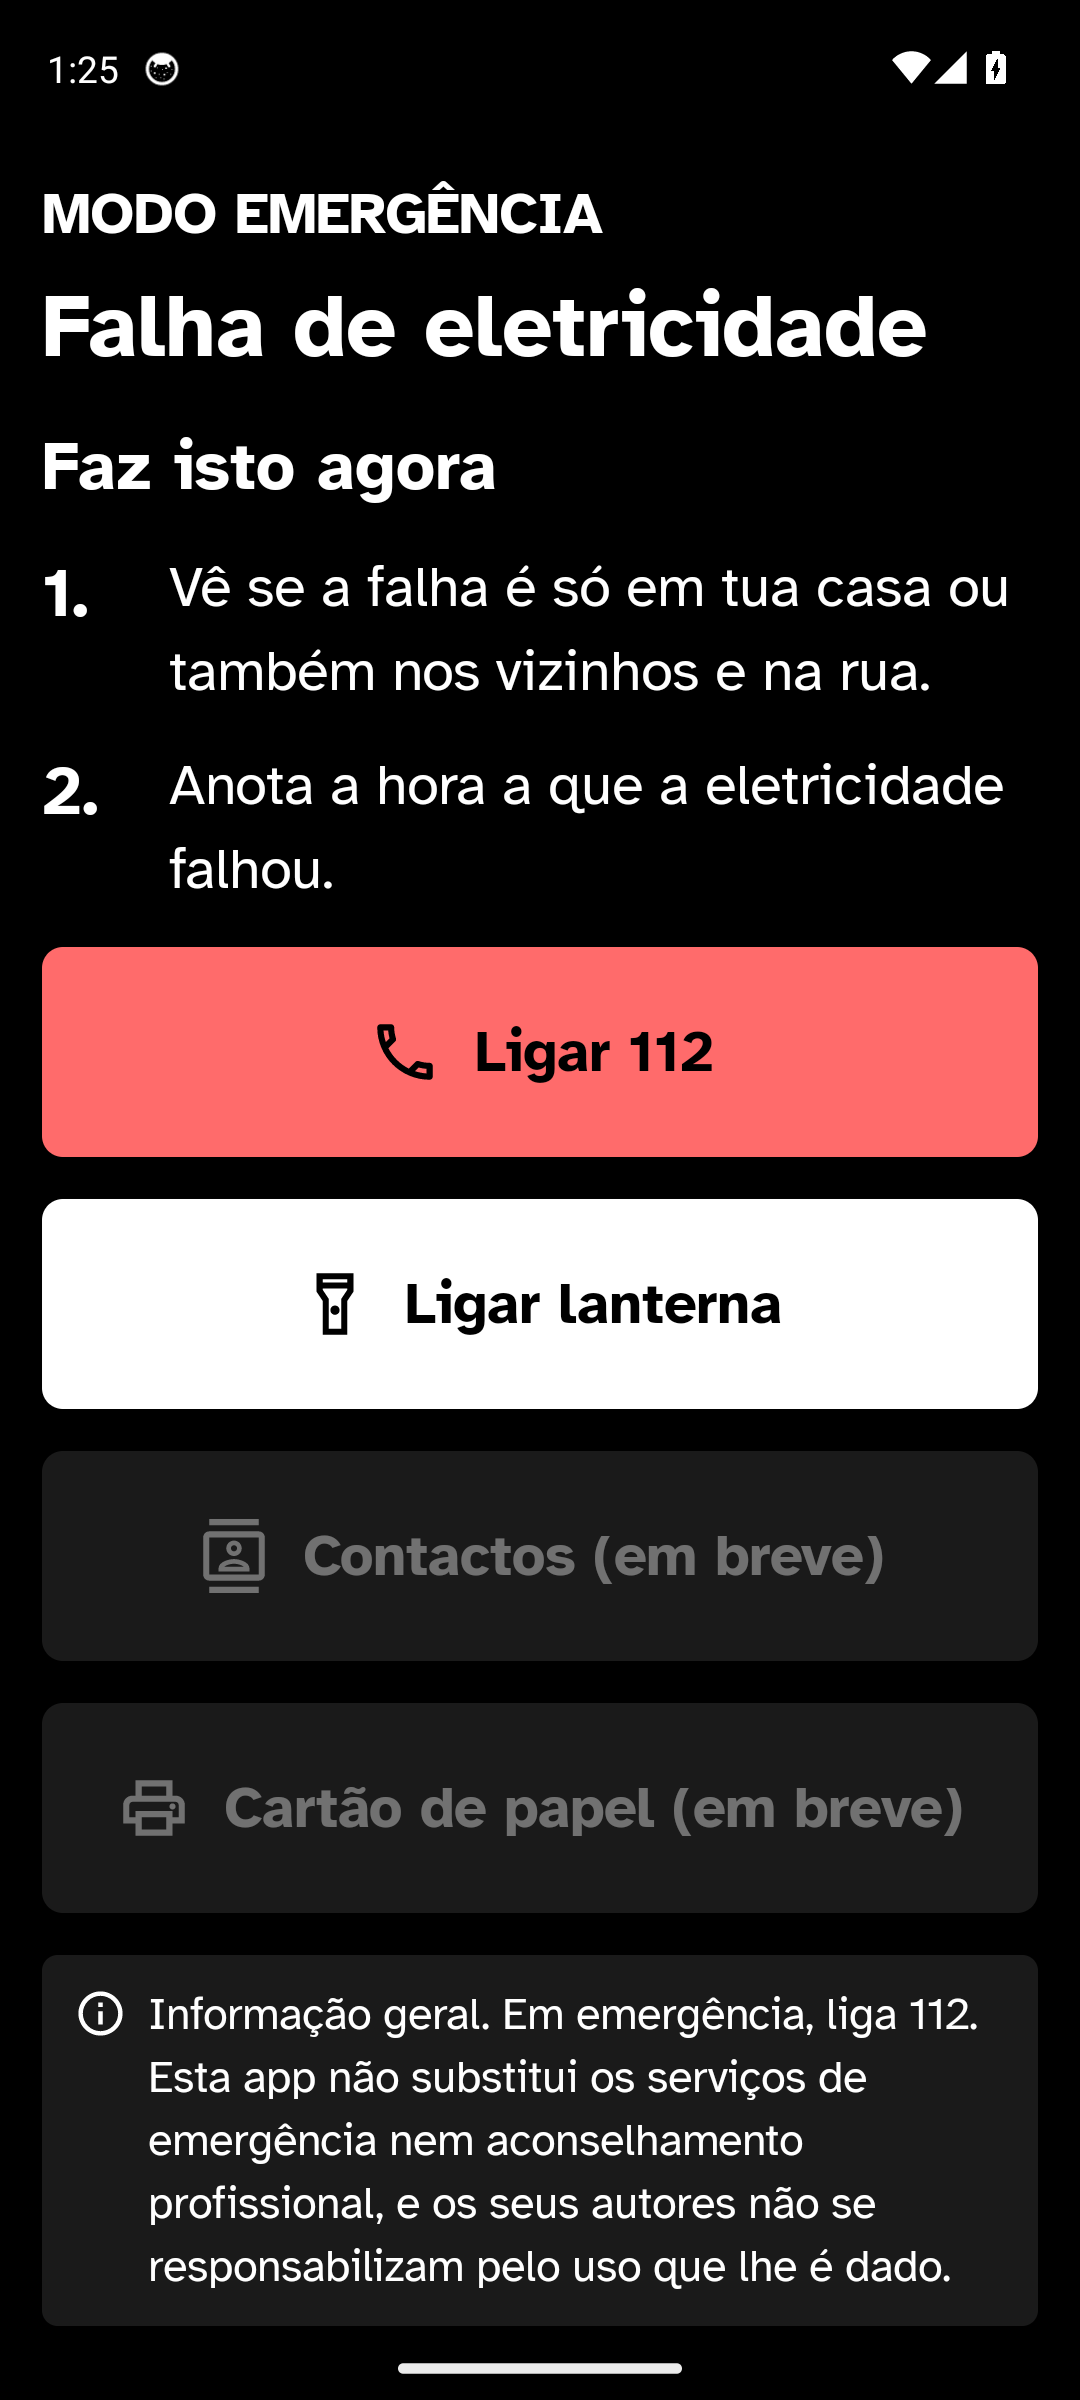 1:25
MODO EMERGÊNCIA
Falha de eletricidade
Faz isto agora
1. Vê se a falha é só em tua casa ou
também nos vizinhos e na rua.
2. Anota a hora a que a eletricidade
falhou.
Ligar 112
Ligar lanterna
Contactos (em breve)
Cartão de papel (em breve)
Informação geral. Em emergência, liga 112.
Esta app não substitui os serviços de
emergência nem aconselhamento
profissional, e os seus autores não se
responsabilizam pelo uso que lhe é dado.